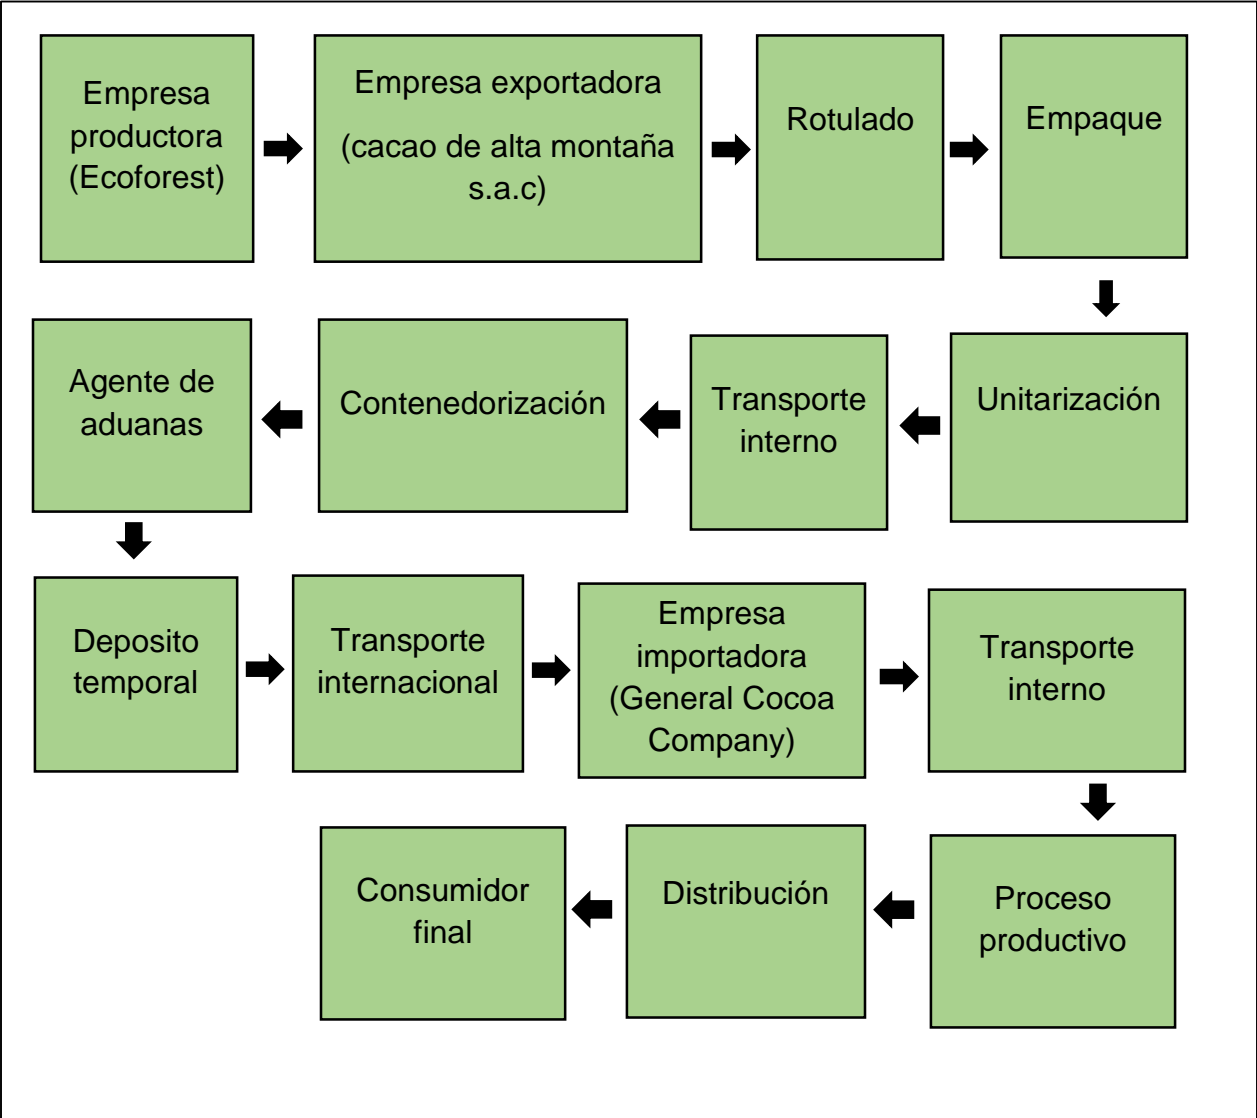 Empresa
productora
(Ecoforest)
Empresa exportadora
(cacao de alta montaña
s.a.c)
Rotulado
Empaque
Unitarización
Transporte
interno
Contenedorización
Agente de
aduanas
Deposito
temporal
Transporte
internacional
Empresa
importadora
(General Cocoa
Company)
Transporte
interno
Proceso
productivo
Distribución
Consumidor
final